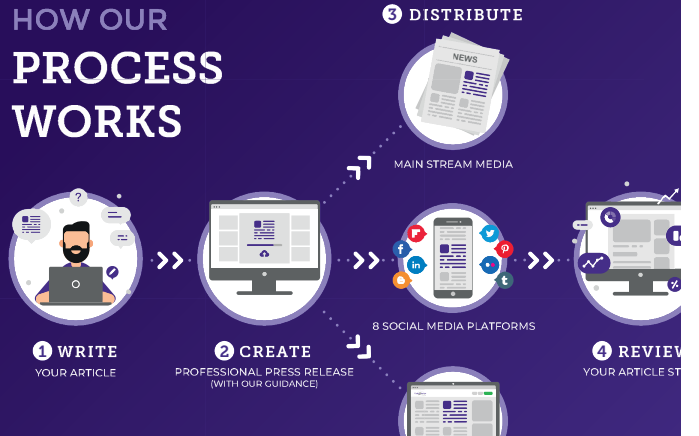 HOW OUR
PROCESS
WORKS
1 WRITE
YOUR ARTICLE
2 CREATE
PROFESSIONAL PRESS RELEASE
(WITH OUR GUIDANCE)
3 DISTRIBUTE
NEWS
MAIN STREAM MEDIA
8 SOCIAL MEDIA PLATFORMS
4 REVIEW
YOUR ARTICLE ST